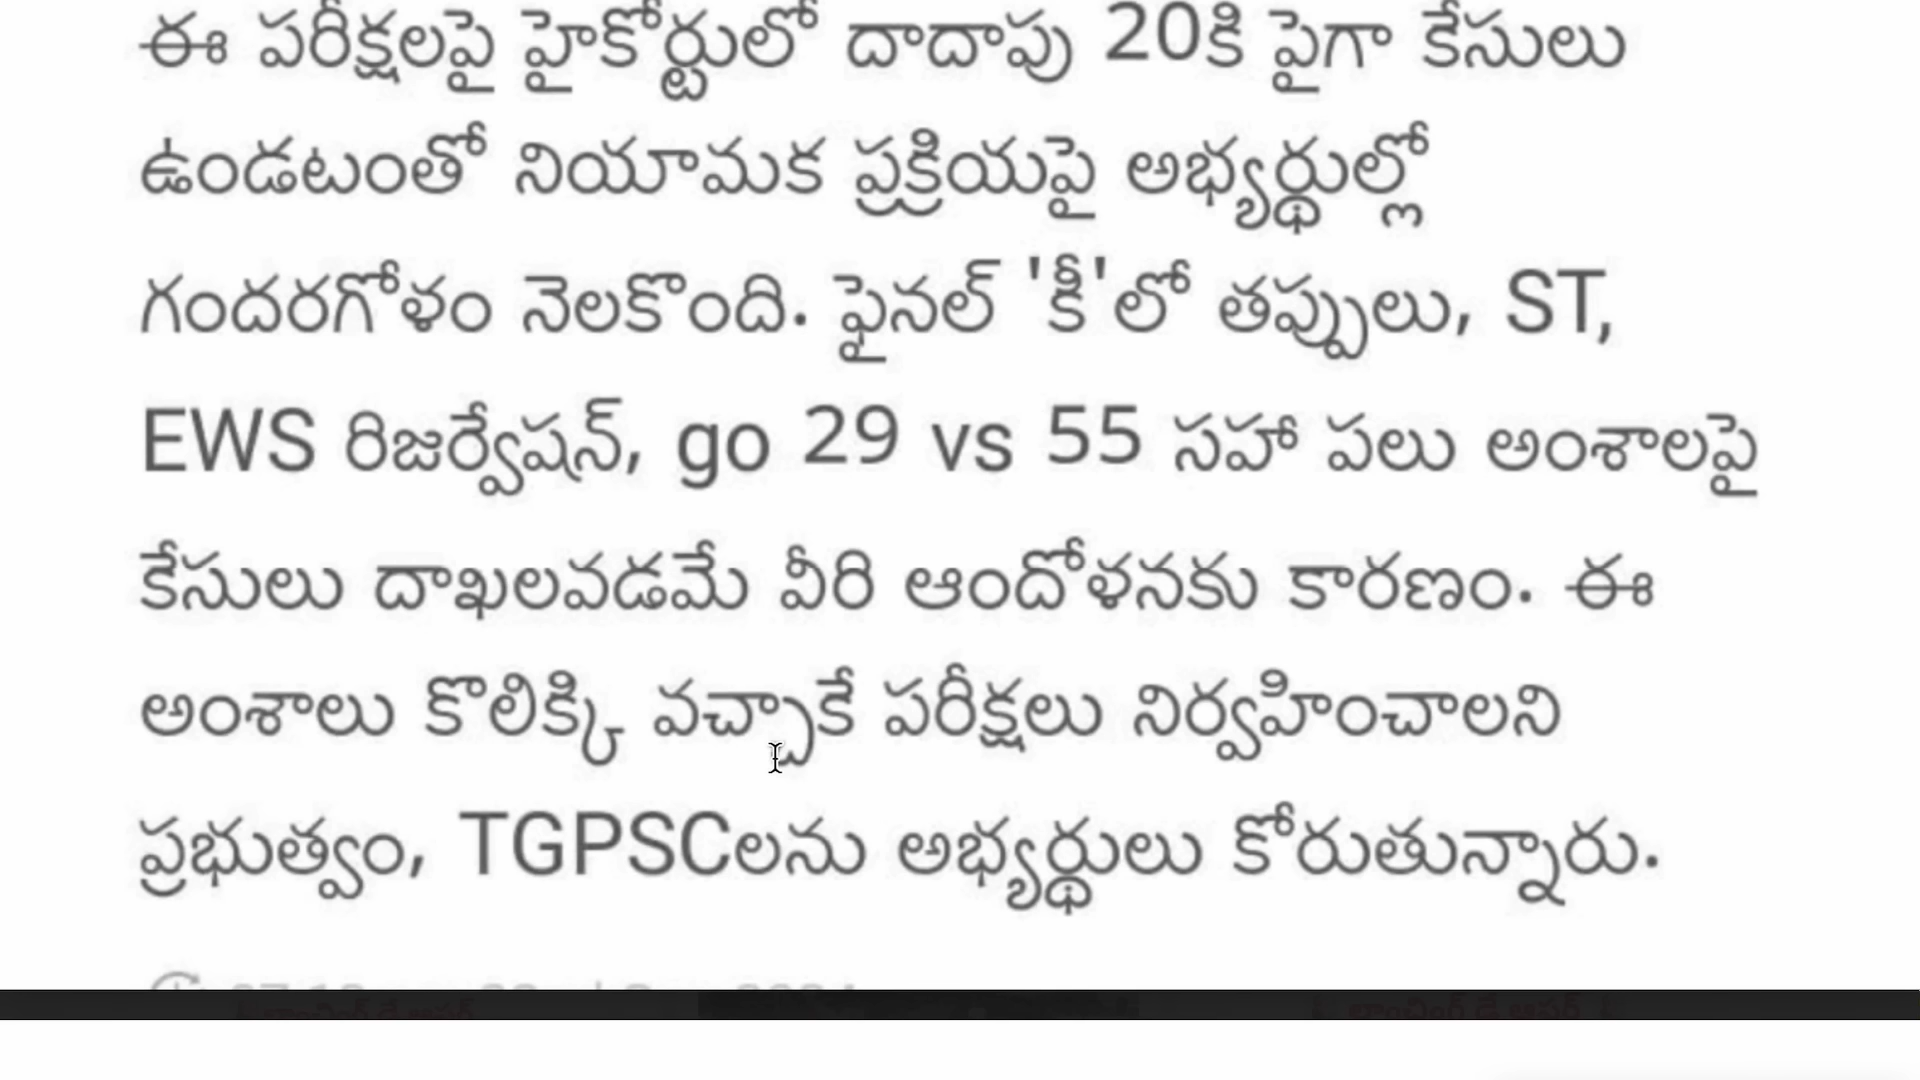 ఈ పరీక్షలపై హైకోర్టులో దాదాపు 20కి పైగా కేసులు
ఉండటంతో నియామక ప్రక్రియపై అభ్యర్థుల్లో
గందరగోళం నెలకొంది. ఫైనల్ 'కీ'లో తప్పులు, ST,
EWS రిజర్వేషన్, go 29 vs 55 సహా పలు అంశాలపై
కేసులు దాఖలవడమే వీరి ఆందోళనకు కారణం. ఈ
అంశాలు కొలిక్కి వచ్చాకే పరీక్షలు నిర్వహించాలని
ప్రభుత్వం, TGPSCలను అభ్యర్థులు కోరుతున్నారు.